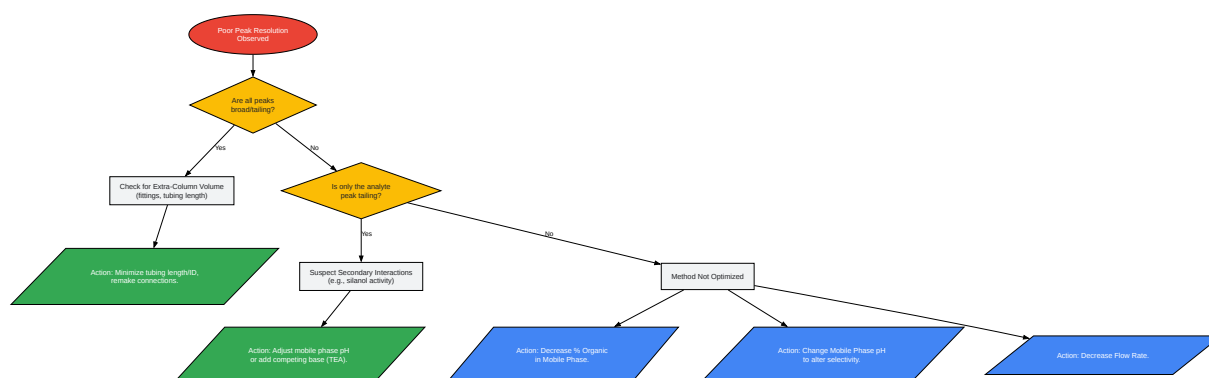 Poor Peak Resolution
Observed
Are all peaks
broad/tailing?
Yes
No
Check for Extra-Column Volume
(fittings, tubing length)
Is only the analyte
peak tailing?
Yes
No
Action: Minimize tubing length/ID,
remake connections.
Suspect Secondary Interactions
(e.g., silanol activity)
Method Not Optimized
Action: Adjust mobile phase pH
or add competing base (TEA).
Action: Decrease % Organic
in Mobile Phase.
Action: Change Mobile Phase pH
to alter selectivity.
Action: Decrease Flow Rate.